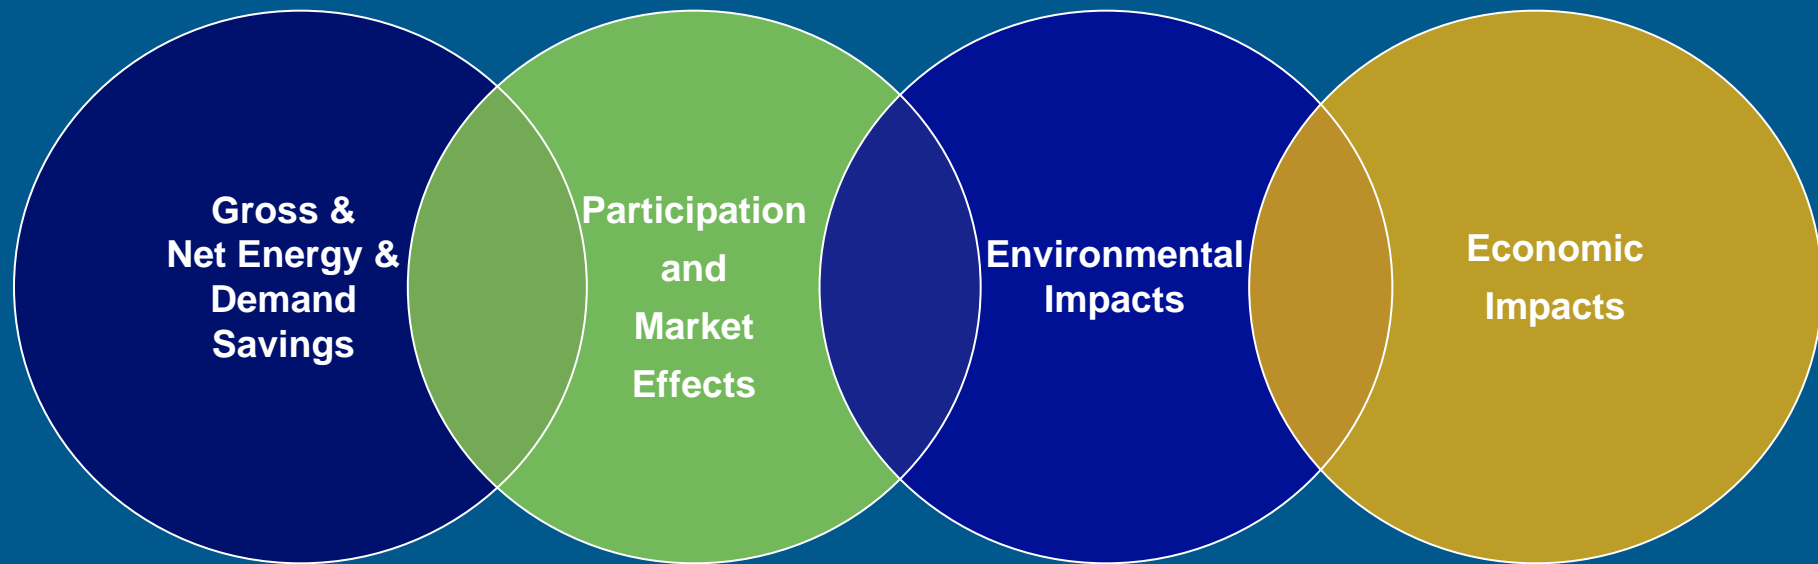 Gross &
Net Energy &
Demand
Savings
Participation
and
Market
Effects
Environmental
Impacts
Economic
Impacts